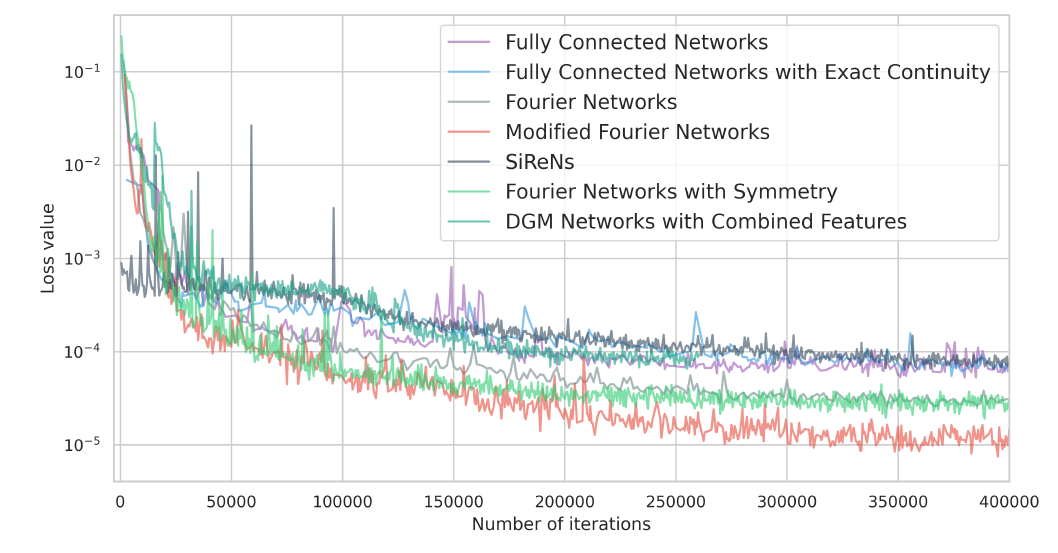 Fully Connected Networks
Fully Connected Networks with Exact Continuity
Fourier Networks
Modified Fourier Networks
SiReNs
Fourier Networks with Symmetry
DGM Networks with Combined Features
Loss value
10⁻¹
10⁻²
10⁻³
10⁻⁴
10⁻⁵
0 50000 100000 150000 200000 250000 300000 350000 400000
Number of iterations